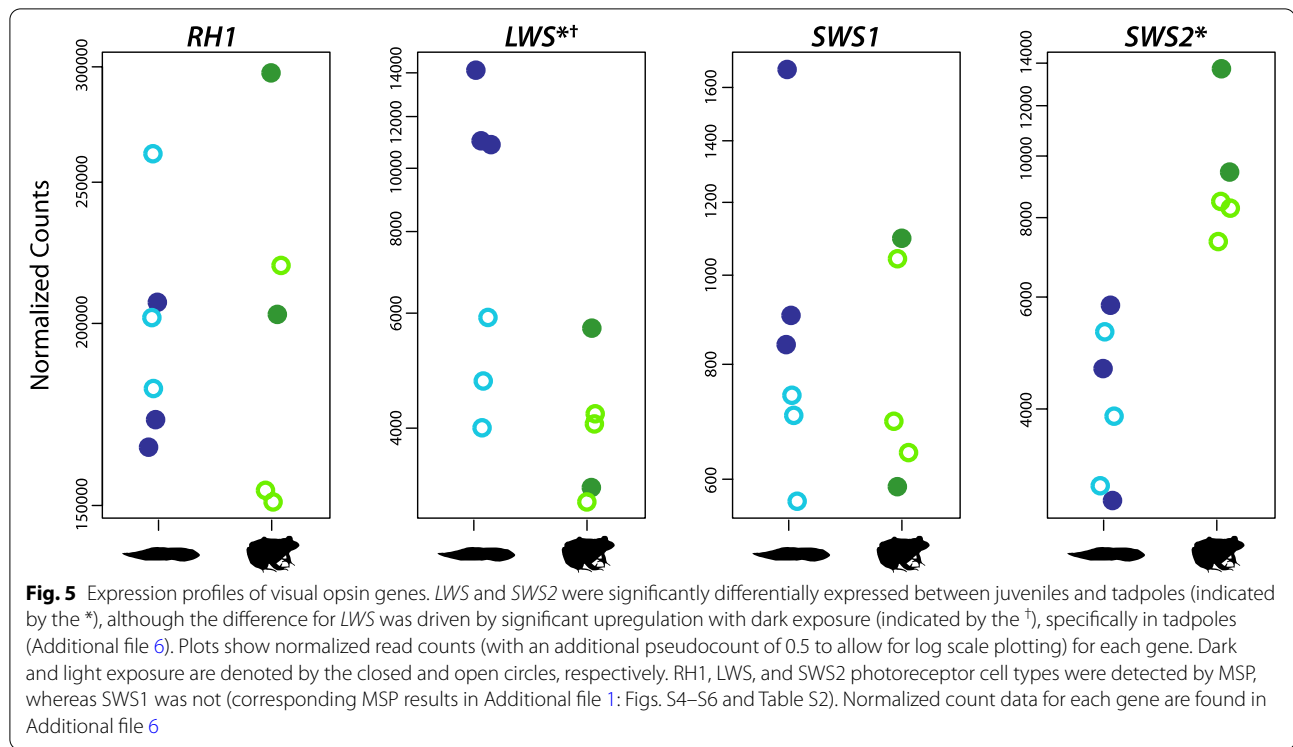 RH1 LWS*† SWS1 SWS2*
Normalized Counts
300000
250000
200000
150000
14000
12000
10000
8000
6000
4000
1600
1400
1200
1000
800
600
14000
12000
10000
8000
6000
4000
Fig. 5 Expression profiles of visual opsin genes. LWS and SWS2 were significantly differentially expressed between juveniles and tadpoles (indicated
by the *), although the difference for LWS was driven by significant upregulation with dark exposure (indicated by the †), specifically in tadpoles
(Additional file 6). Plots show normalized read counts (with an additional pseudocount of 0.5 to allow for log scale plotting) for each gene. Dark
and light exposure are denoted by the closed and open circles, respectively. RH1, LWS, and SWS2 photoreceptor cell types were detected by MSP,
whereas SWS1 was not (corresponding MSP results in Additional file 1: Figs. S4–S6 and Table S2). Normalized count data for each gene are found in
Additional file 6